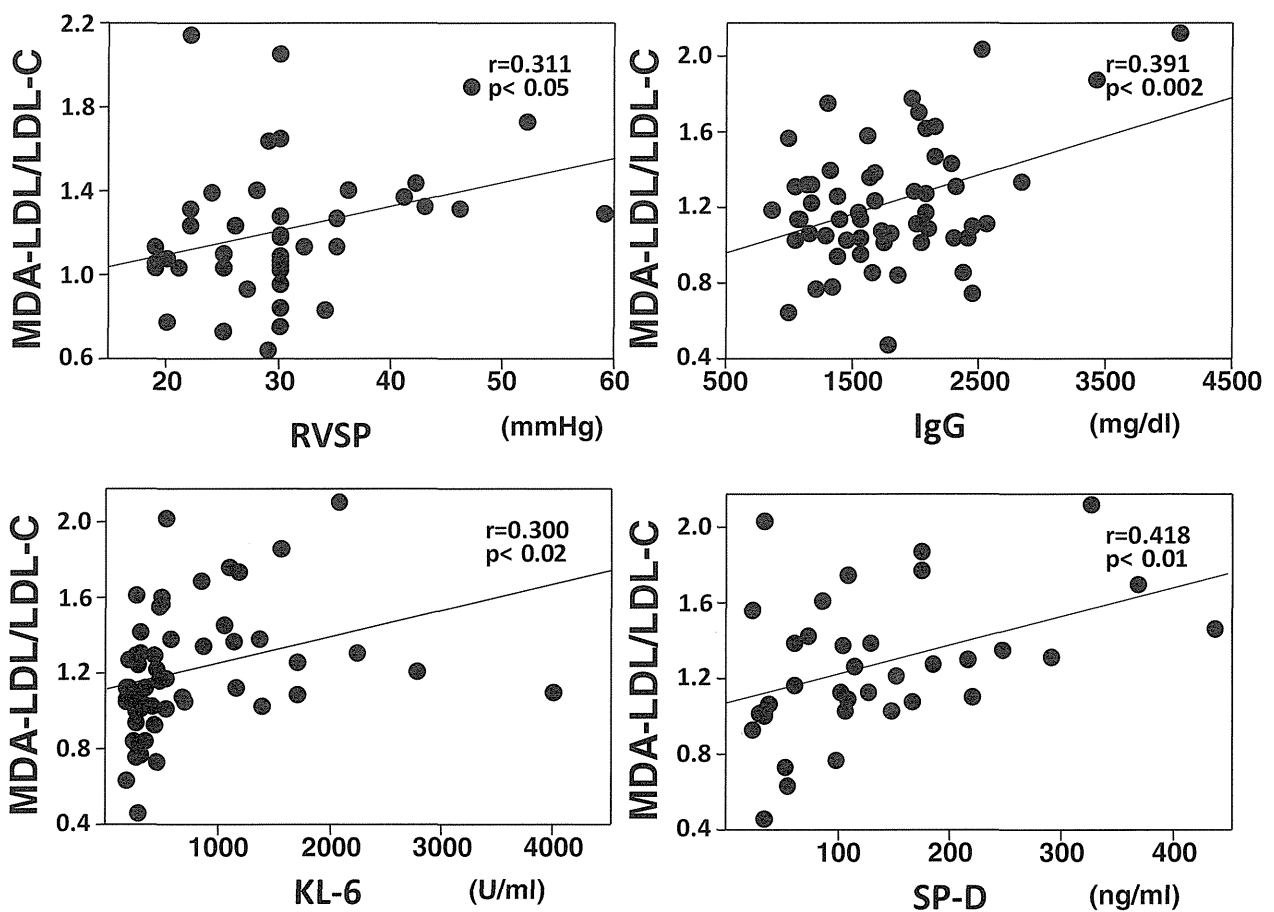 MDA-LDL/LDL-C
2.2
1.8
1.4
1.0
0.6
r=0.311
p< 0.05
20 30 40 50 60
RVSP (mmHg)
MDA-LDL/LDL-C
2.0
1.6
1.2
0.8
0.4
r=0.391
p< 0.002
500 1500 2500 3500 4500
IgG (mg/dl)
MDA-LDL/LDL-C
2.0
1.6
1.2
0.8
0.4
r=0.300
p< 0.02
1000 2000 3000 4000
KL-6 (U/ml)
MDA-LDL/LDL-C
2.0
1.6
1.2
0.8
0.4
r=0.418
p< 0.01
100 200 300 400
SP-D (ng/ml)